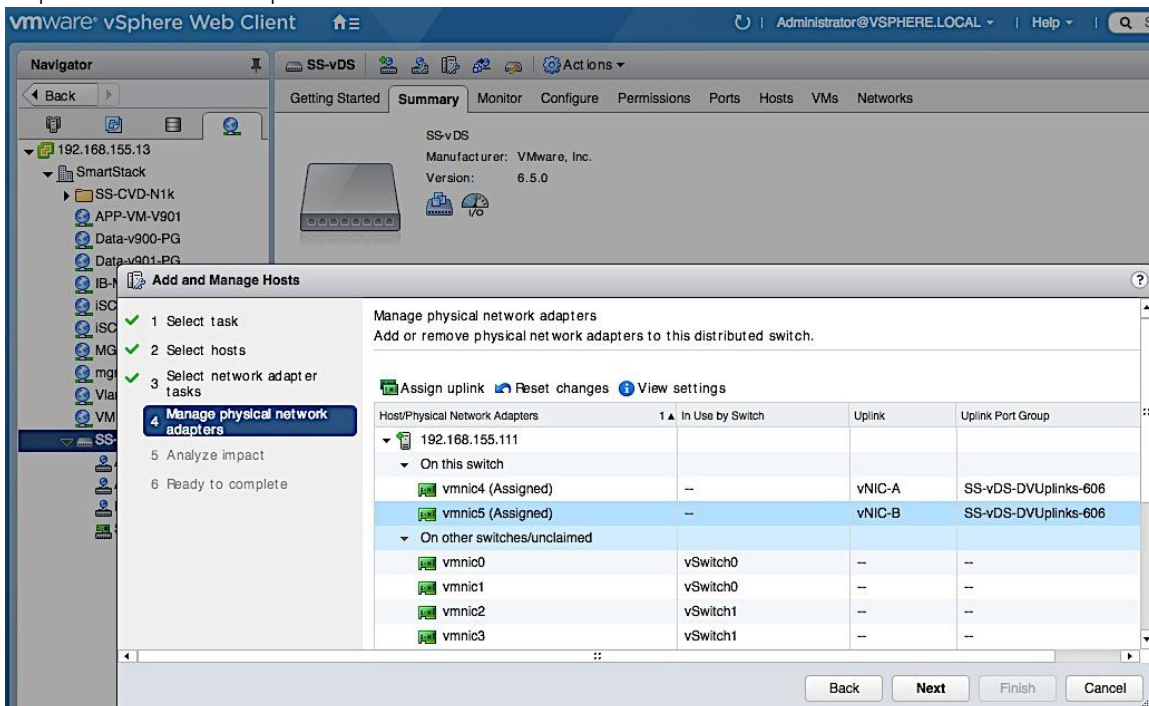 vmware® vSphere Web Client
Administrator@VSPHERE.LOCAL | Help |
Navigator
SS-vDS Actions
Back
Getting Started Summary Monitor Configure Permissions Ports Hosts VMs Networks
192.168.155.13
SmartStack
SS-CVD-N1k
APP-VM-V901
Data-v900-PG
Data-v901-PG
SS-vDS
Manufacturer: VMware, Inc.
Version: 6.5.0
I/O
Add and Manage Hosts
?
1 Select task
2 Select hosts
3 Select network adapter
tasks
4 Manage physical network
adapters
5 Analyze impact
6 Ready to complete
Manage physical network adapters
Add or remove physical network adapters to this distributed switch.
Assign uplink Reset changes View settings
Host/Physical Network Adapters 1 ▲ In Use by Switch Uplink Uplink Port Group
192.168.155.111
On this switch
vmnic4 (Assigned) -- vNIC-A SS-vDS-DVUplinks-606
vmnic5 (Assigned) -- vNIC-B SS-vDS-DVUplinks-606
On other switches/unclaimed
vmnic0 vSwitch0 -- --
vmnic1 vSwitch0 -- --
vmnic2 vSwitch1 -- --
vmnic3 vSwitch1 -- --
Back Next Finish Cancel